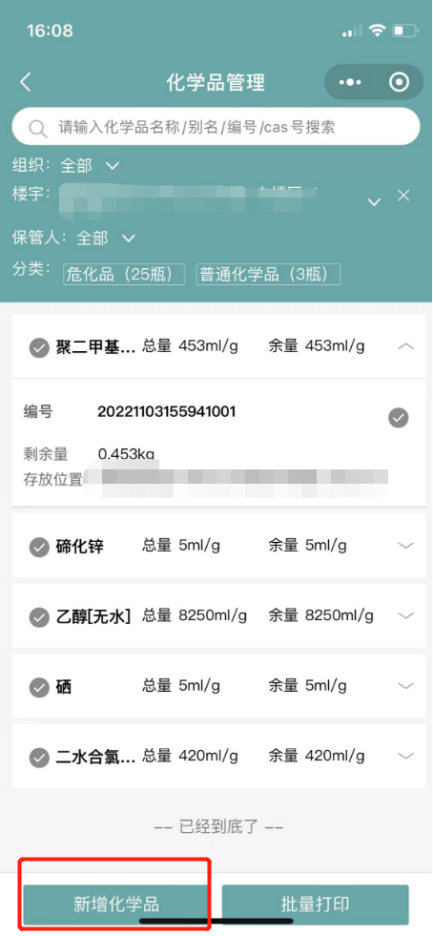 16:08
化学品管理
请输入化学品名称/别名/编号/cas号搜索
组织：全部
楼宇：
保管人：全部
分类：危化品（25瓶） 普通化学品（3瓶）
聚二甲基... 总量 453ml/g 余量 453ml/g
编号 20221103155941001
剩余量 0.453kg
存放位置
碲化锌 总量 5ml/g 余量 5ml/g
乙醇[无水] 总量 8250ml/g 余量 8250ml/g
硒 总量 5ml/g 余量 5ml/g
二水合氯... 总量 420ml/g 余量 420ml/g
-- 已经到底了 --
新增化学品 批量打印